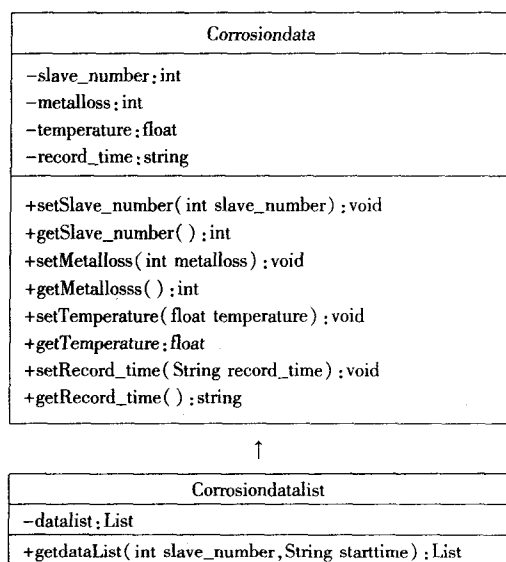 Corrosiondata
-slave_number:int
-metalloss:int
-temperature:float
-record_time:string
+setSlave_number(int slave_number):void
+getSlave_number():int
+setMetalloss(int metalloss):void
+getMetallosss():int
+setTemperature(float temperature):void
+getTemperature:float
+setRecord_time(String record_time):void
+getRecord_time():string
↑
Corrosiondatalist
-datalist:List
+getdataList(int slave_number,String starttime):List